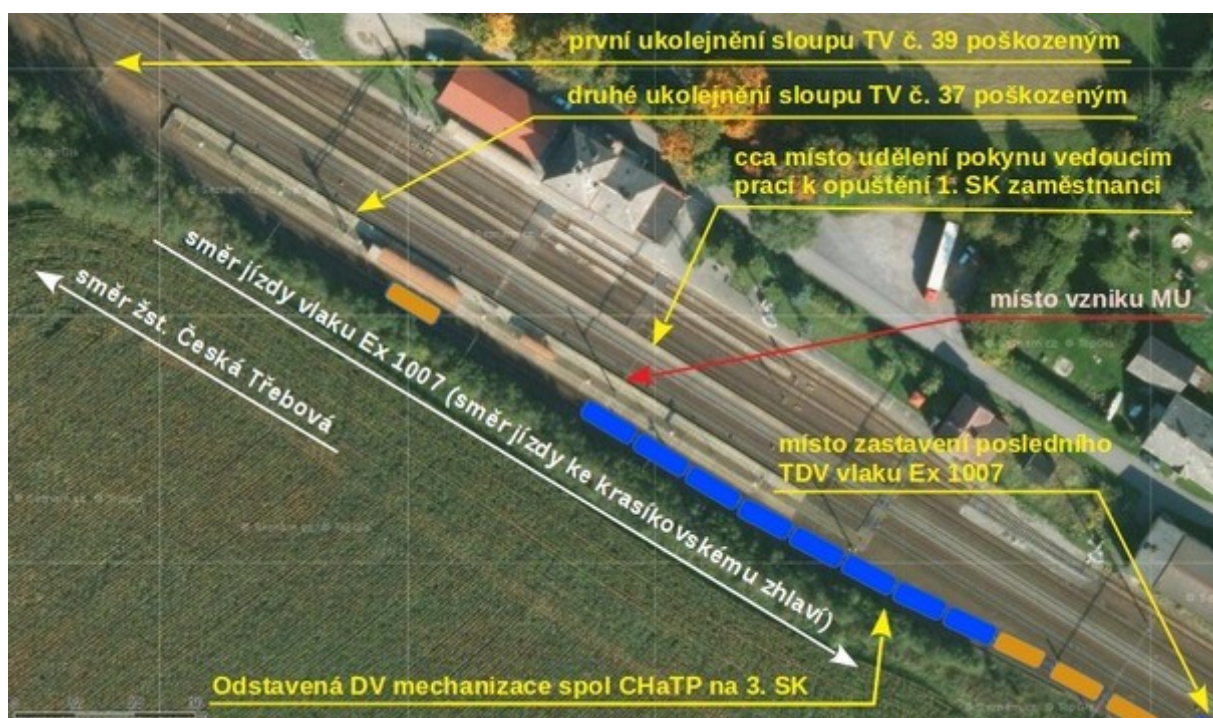 první ukolejnění sloupu TV č. 39 poškozeným
druhé ukolejnění sloupu TV č. 37 poškozeným
cca místo udělení pokynu vedoucím
prací k opuštění 1. SK zaměstnanci
místo vzniku MU
směr jízdy vlaku Ex 1007 (směr jízdy ke krasíkovskému zhlaví)
směr žst. Česká Třebová
místo zastavení posledního
TDV vlaku Ex 1007
Odstavená DV mechanizace spol CHaTP na 3. SK